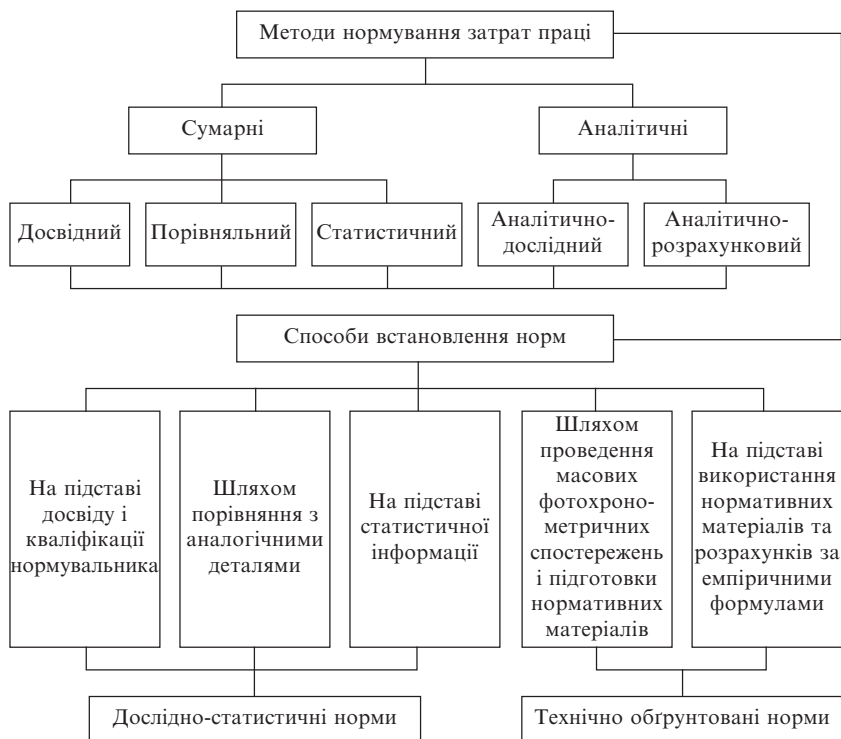 Методи нормування затрат праці
Сумарні
Аналітичні
Досвідний
Порівняльний
Статистичний
Аналітично-
дослідний
Аналітично-
розрахунковий
Способи встановлення норм
На підставі
досвіду і
кваліфікації
нормувальника
Шляхом
порівняння з
аналогічними
деталями
На підставі
статистичної
інформації
Шляхом
проведення
масових
фотохроно-
метричних
спостережень
і підготовки
нормативних
матеріалів
На підставі
використання
нормативних
матеріалів та
розрахунків за
емпіричними
формулами
Дослідно-статистичні норми
Технічно обґрунтовані норми